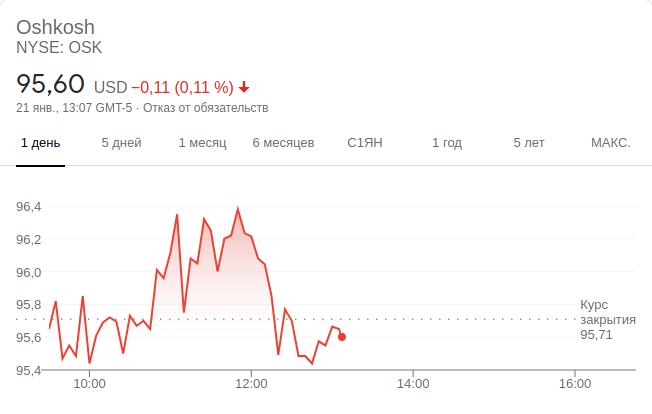 Oshkosh
NYSE: OSK
95,60 USD −0,11 (0,11 %)
21 янв., 13:07 GMT-5 · Отказ от обязательств
1 день 5 дней 1 месяц 6 месяцев С1ЯН 1 год 5 лет МАКС.
96,4
96,2
96,0
95,8
95,6
95,4
Курс
закрытия
95,71
10:00 12:00 14:00 16:00